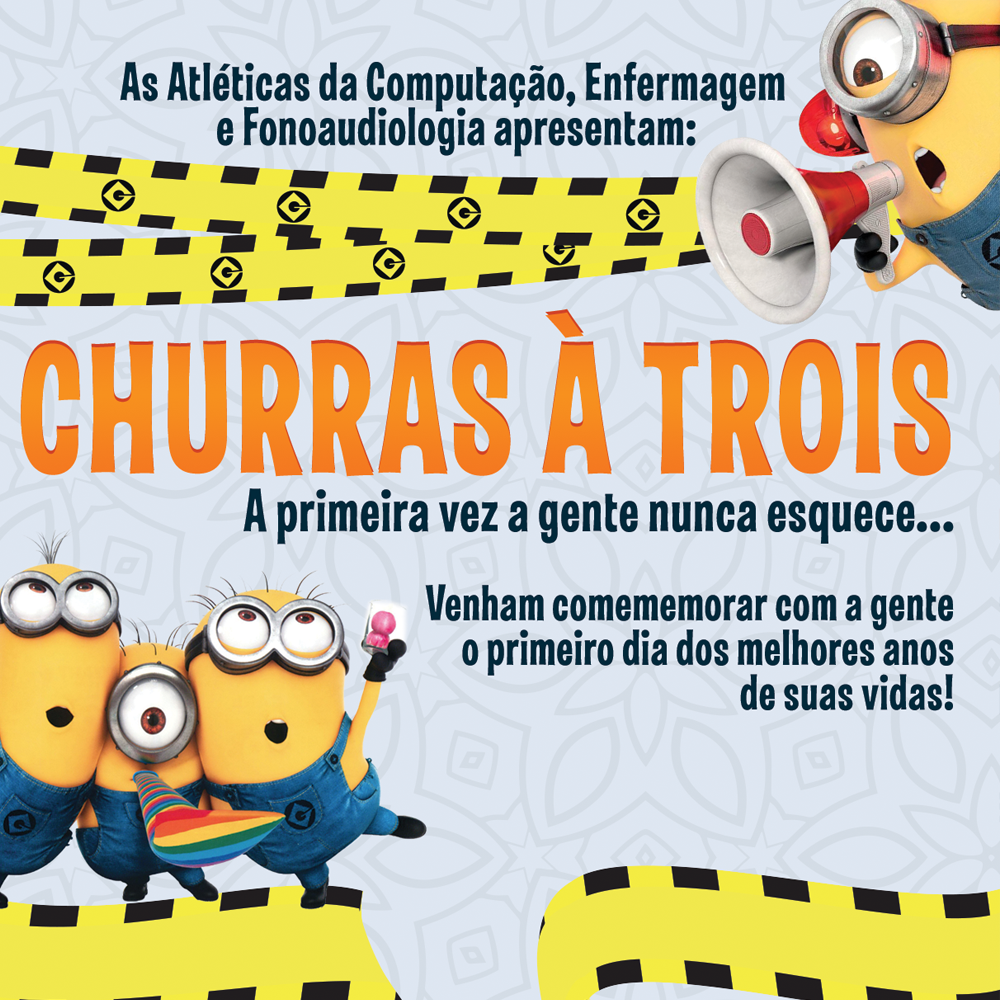 As Atléticas da Computação, Enfermagem
e Fonoaudiologia apresentam:
CHURRAS À TROIS
A primeira vez a gente nunca esquece...
Venham comememorar com a gente
o primeiro dia dos melhores anos
de suas vidas!